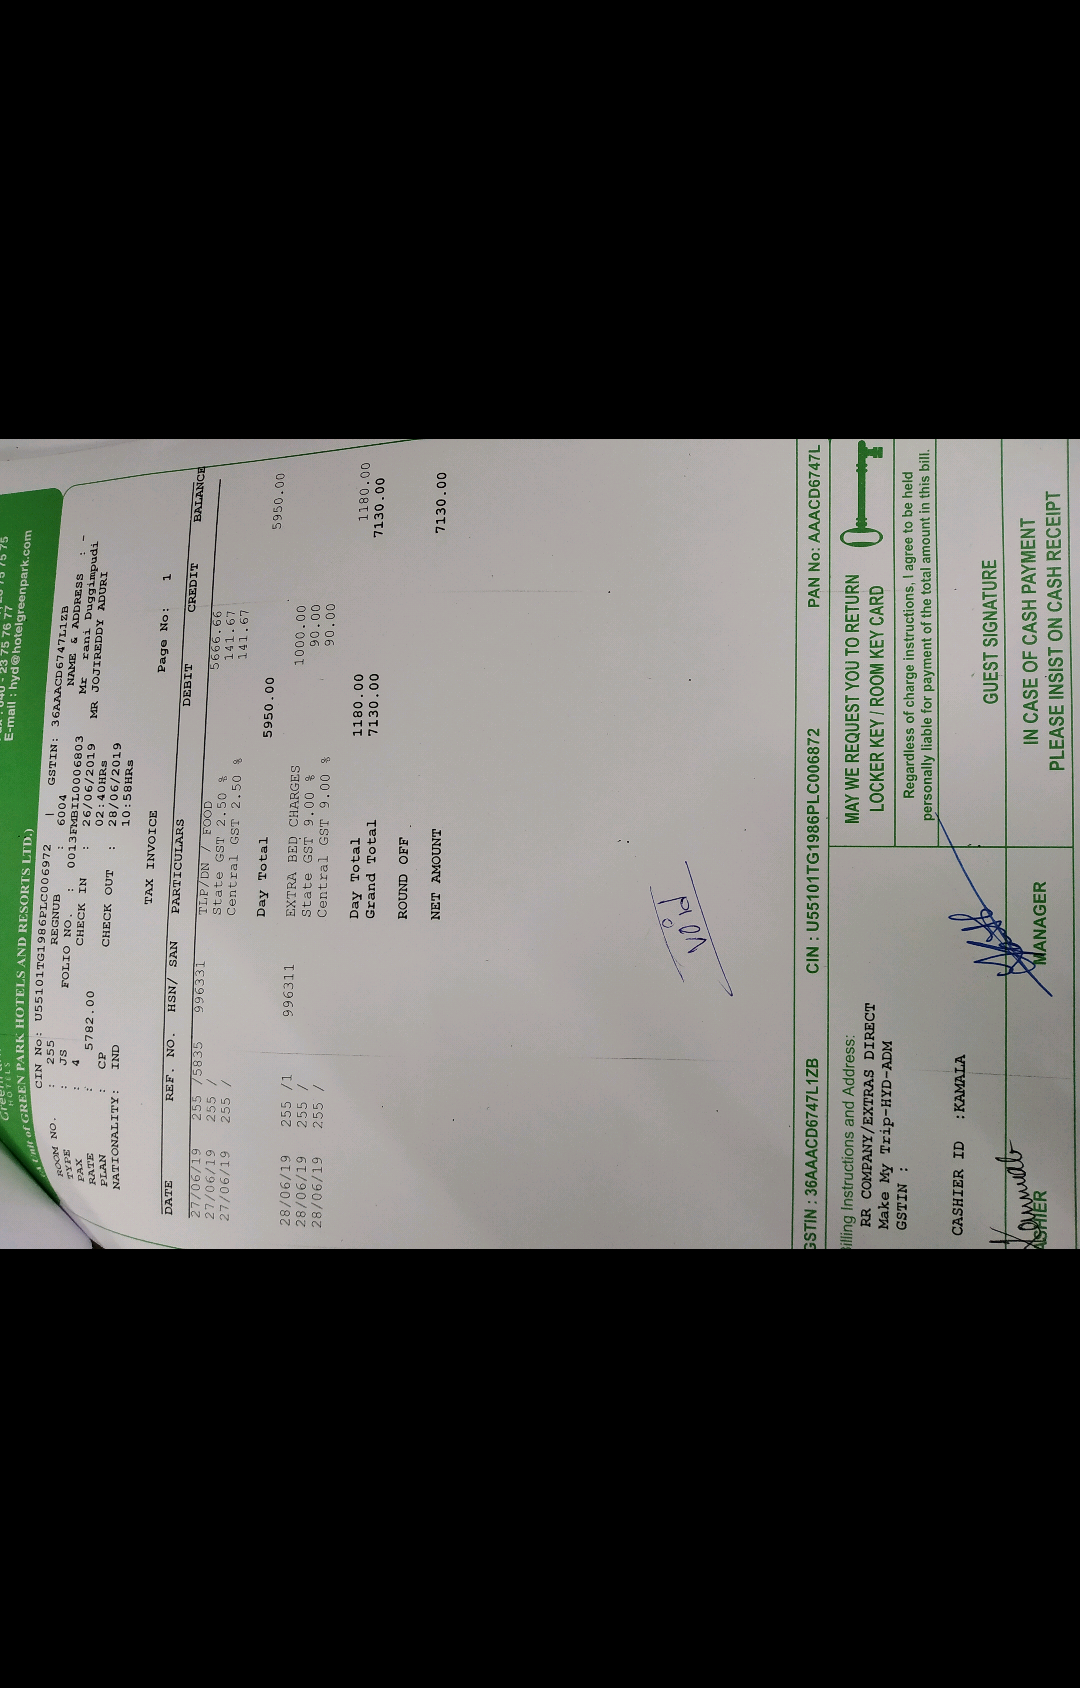 Fax : 040 - 23 75 76 77
E-mail : hyd@hotelgreenpark.com
HOTELS
(A Unit of GREEN PARK HOTELS AND RESORTS LTD.)
CIN No: U55101TG1986PLC006972 | GSTIN: 36AAACD6747L1ZB
ROOM NO. : 255 REGNUB : 6004 NAME & ADDRESS : -
TYPE : JS FOLIO NO. : 0013FMBIL0006803 Mr rani Duggimpudi
PAX : 4 CHECK IN : 26/06/2019 MR JOJIREDDY ADURI
RATE : 5782.00 02:40HRs
PLAN : CP CHECK OUT : 28/06/2019
NATIONALITY: IND 10:58HRs
TAX INVOICE Page No: 1
DATE REF. NO. HSN/ SAN PARTICULARS DEBIT CREDIT BALANCE
27/06/19 255 /5835 996331 TLP/DN / FOOD 5666.66
27/06/19 255 / State GST 2.50 % 141.67
27/06/19 255 / Central GST 2.50 % 141.67
Day Total 5950.00 5950.00
28/06/19 255 /1 996311 EXTRA BED CHARGES 1000.00
28/06/19 255 / State GST 9.00 % 90.00
28/06/19 255 / Central GST 9.00 % 90.00
Day Total 1180.00 1180.00
Grand Total 7130.00 7130.00
ROUND OFF
NET AMOUNT 7130.00
void
GSTIN : 36AAACD6747L1ZB CIN : U55101TG1986PLC006872 PAN No: AAACD6747L
Billing Instructions and Address:
RR COMPANY/EXTRAS DIRECT
Make My Trip-HYD-ADM
GSTIN :
CASHIER ID :KAMALA
CASHIER
MANAGER
MAY WE REQUEST YOU TO RETURN
LOCKER KEY / ROOM KEY CARD
Regardless of charge instructions, I agree to be held
personally liable for payment of the total amount in this bill.
GUEST SIGNATURE
IN CASE OF CASH PAYMENT
PLEASE INSIST ON CASH RECEIPT